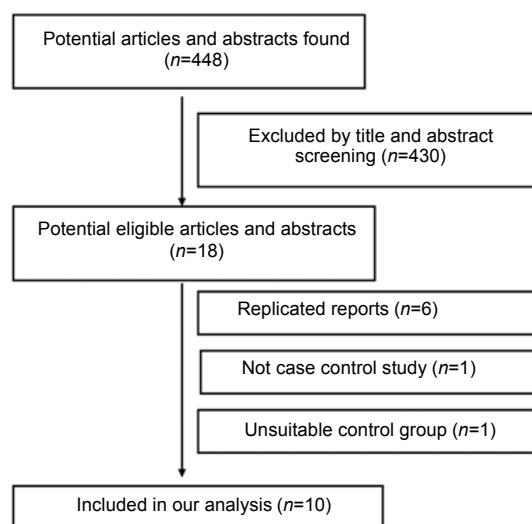 Potential articles and abstracts found
(n=448)
Excluded by title and abstract
screening (n=430)
Potential eligible articles and abstracts
(n=18)
Replicated reports (n=6)
Not case control study (n=1)
Unsuitable control group (n=1)
Included in our analysis (n=10)